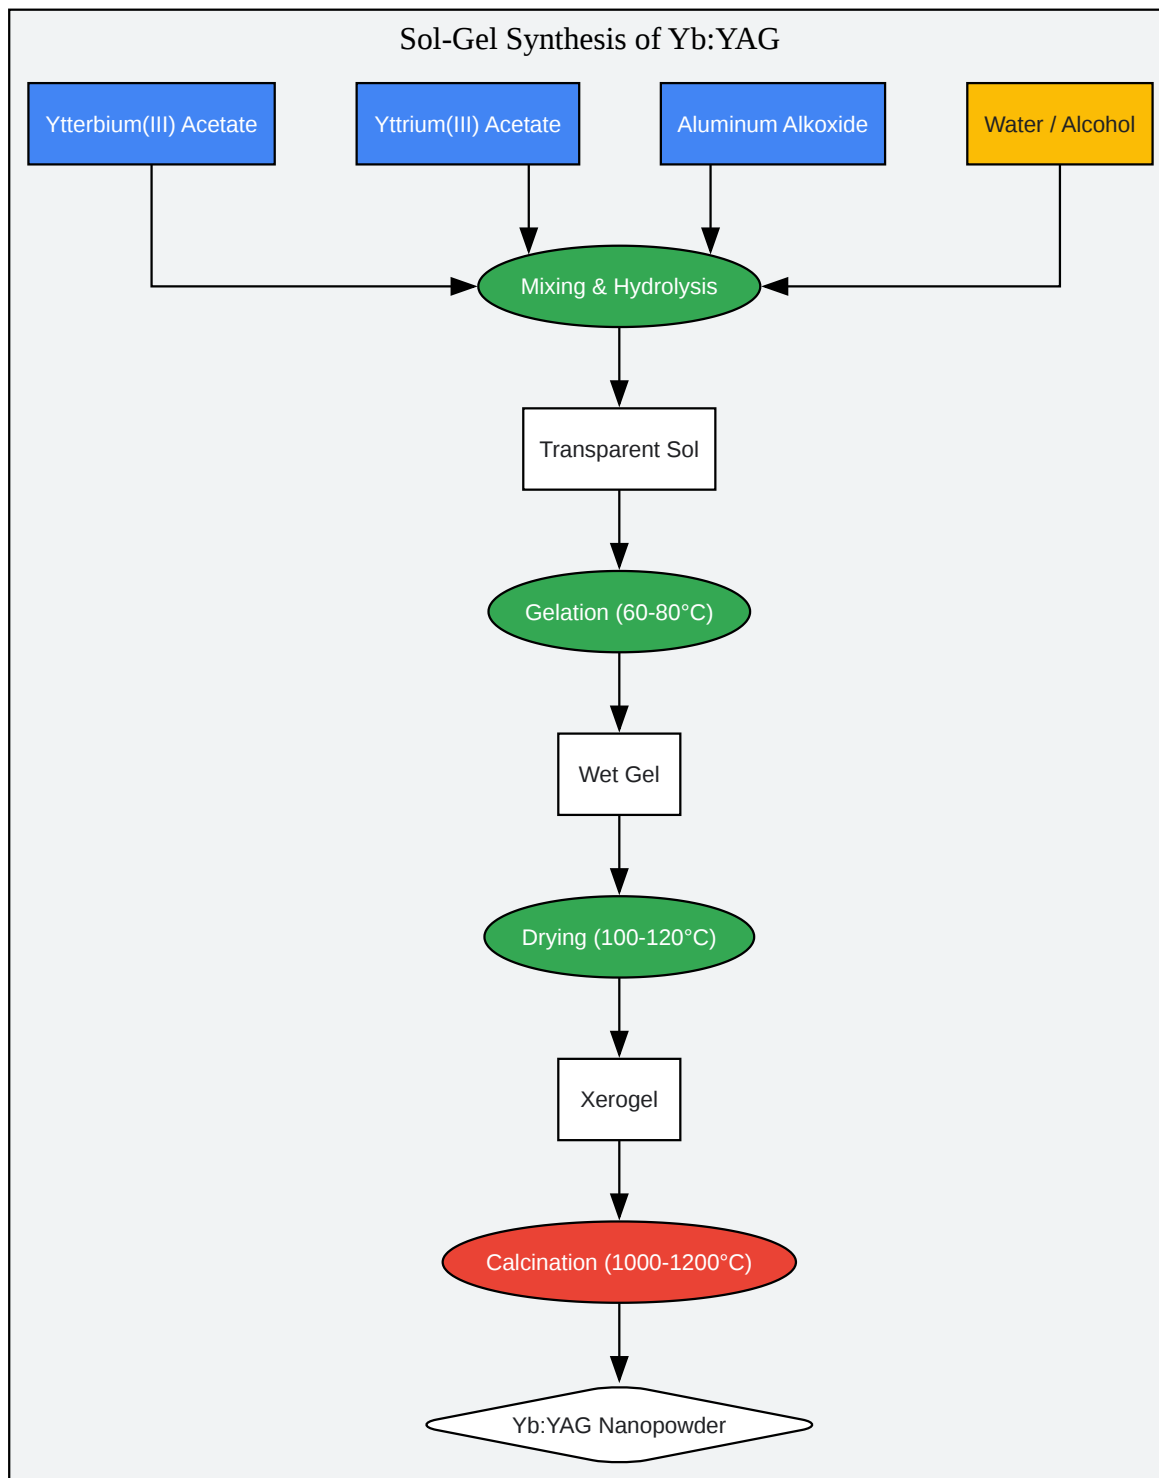 Sol-Gel Synthesis of Yb:YAG
Ytterbium(III) Acetate
Yttrium(III) Acetate
Aluminum Alkoxide
Water / Alcohol
Mixing & Hydrolysis
Transparent Sol
Gelation (60-80°C)
Wet Gel
Drying (100-120°C)
Xerogel
Calcination (1000-1200°C)
Yb:YAG Nanopowder